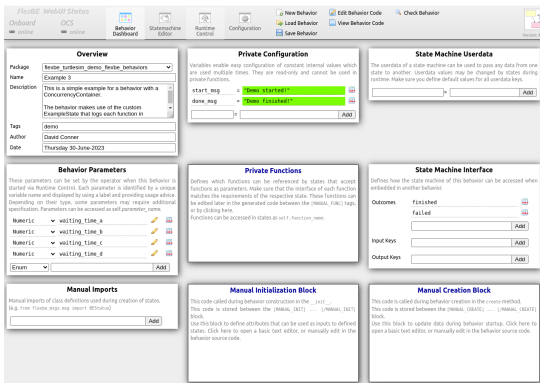 FlexBE WebUI Status
Onboard OCS
online online
Behavior Dashboard
Statemachine Editor
Runtime Control
Configuration
New Behavior
Load Behavior
Save Behavior
Edit Behavior Code
View Behavior Code
Check Behavior
Overview
Package flexbe_turtlesim_demo_flexbe_behaviors
Name Example 3
Description This is a simple example for a behavior with a
ConcurrencyContainer.
The behavior makes use of the custom
ExampleState that logs each function
Tags demo
Author David Conner
Date Thursday 30-June-2023
Private Configuration
Variables enable easy configuration of constant internal values which
are used multiple times. They are read-only and cannot be used in
private functions.
start_msg = "Demo started!"
done_msg = "Demo finished!"
= Add
State Machine Userdata
The userdata of a state machine can be used to pass any data from one
state to another. Userdata values may be changed by states during
runtime. Make sure you define default values for all userdata keys.
= Add
Behavior Parameters
These parameters can be set by the operator when this behavior is
started via Runtime Control. Each parameter is identified by a unique
variable name and displayed by using a label and providing usage advice.
Depending on their type, some parameters may require additional
specification. Parameters can be accessed as self.parameter_name
Numeric waiting_time_a
Numeric waiting_time_b
Numeric waiting_time_c
Numeric waiting_time_d
Enum Add
Private Functions
Defines which functions can be referenced by states that accept
functions as parameters. Make sure that the interface of each function
matches the requirements of the respective state. These functions can
be edited later in the generated code between the [MANUAL_FUNC] tags,
or by clicking here.
Functions can be accessed in states as self.function_name.
State Machine Interface
Defines how the state machine of this behavior can be accessed when
embedded in another behavior.
Outcomes finished
failed
Add
Input Keys Add
Output Keys Add
Manual Imports
Manual imports of class definitions used during creation of states.
(e.g. from flexbe_msgs.msg import BEStatus)
Add
Manual Initialization Block
This code called during behavior construction in the __init__.
This code is stored between the [MANUAL_INIT] ... [/MANUAL_INIT]
block.
Use this block to define attributes that can be used as inputs to defined
states. Click here to open a basic text editor, or manually edit in the
behavior source code.
Manual Creation Block
This code is called during behavior creation in the create method.
This code is stored between the [MANUAL_CREATE] ... [/MANUAL_CREATE]
block.
Use this block to update data during behavior startup. Click here to
open a basic text editor, or manually edit in the behavior source code.